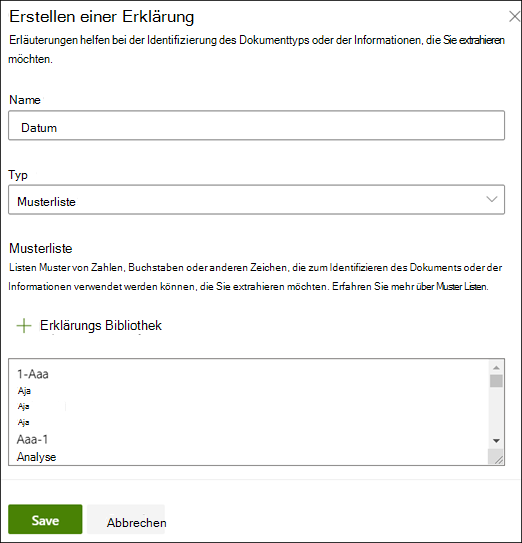 Erstellen einer Erklärung
Erläuterungen helfen bei der Identifizierung des Dokumenttyps oder der Informationen, die Sie extrahieren
möchten.
Name
Datum
Typ
Musterliste
Musterliste
Listen Muster von Zahlen, Buchstaben oder anderen Zeichen, die zum Identifizieren des Dokuments oder der
Informationen verwendet werden können, die Sie extrahieren möchten. Erfahren Sie mehr über Muster Listen.
Erklärungs Bibliothek
1-Aaa
Aja
Aja
Aja
Aaa-1
Analyse
Save Abbrechen